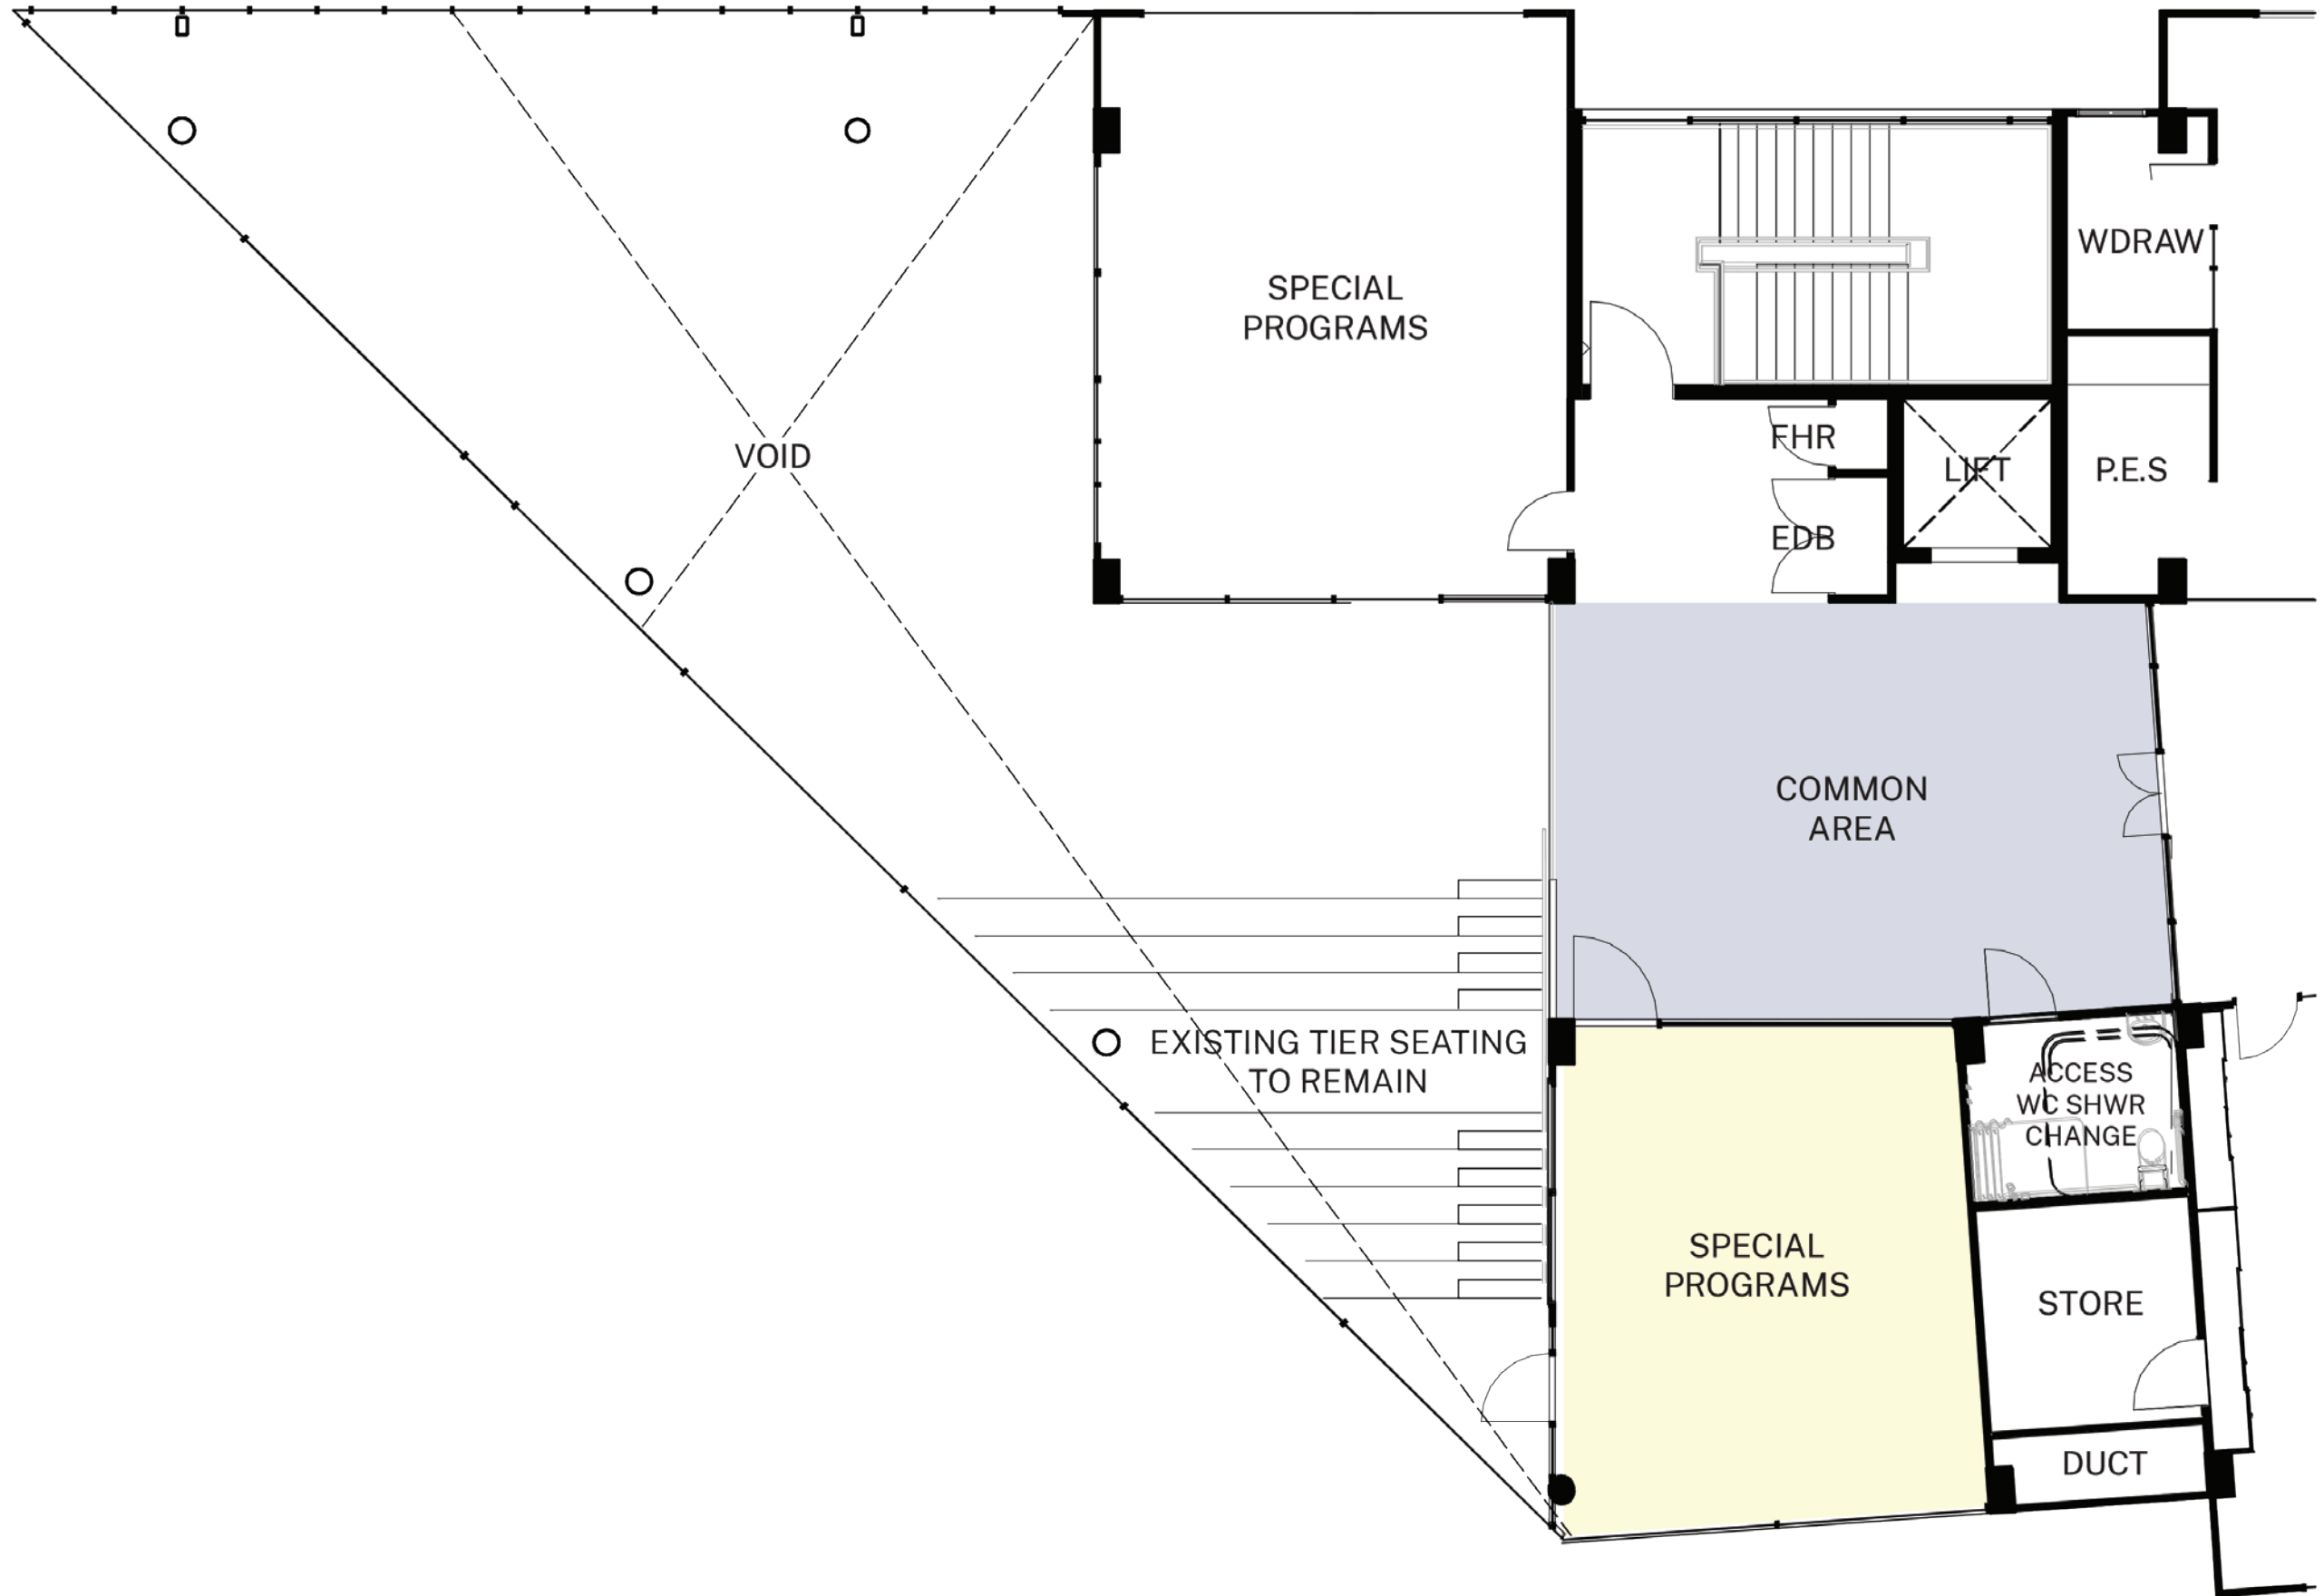 SPECIAL
PROGRAMS
WDRAW
VOID
FHR
LIFT
P.E.S
EDB
COMMON
AREA
EXISTING TIER SEATING
TO REMAIN
ACCESS
WC SHWR
CHANGE
SPECIAL
PROGRAMS
STORE
DUCT